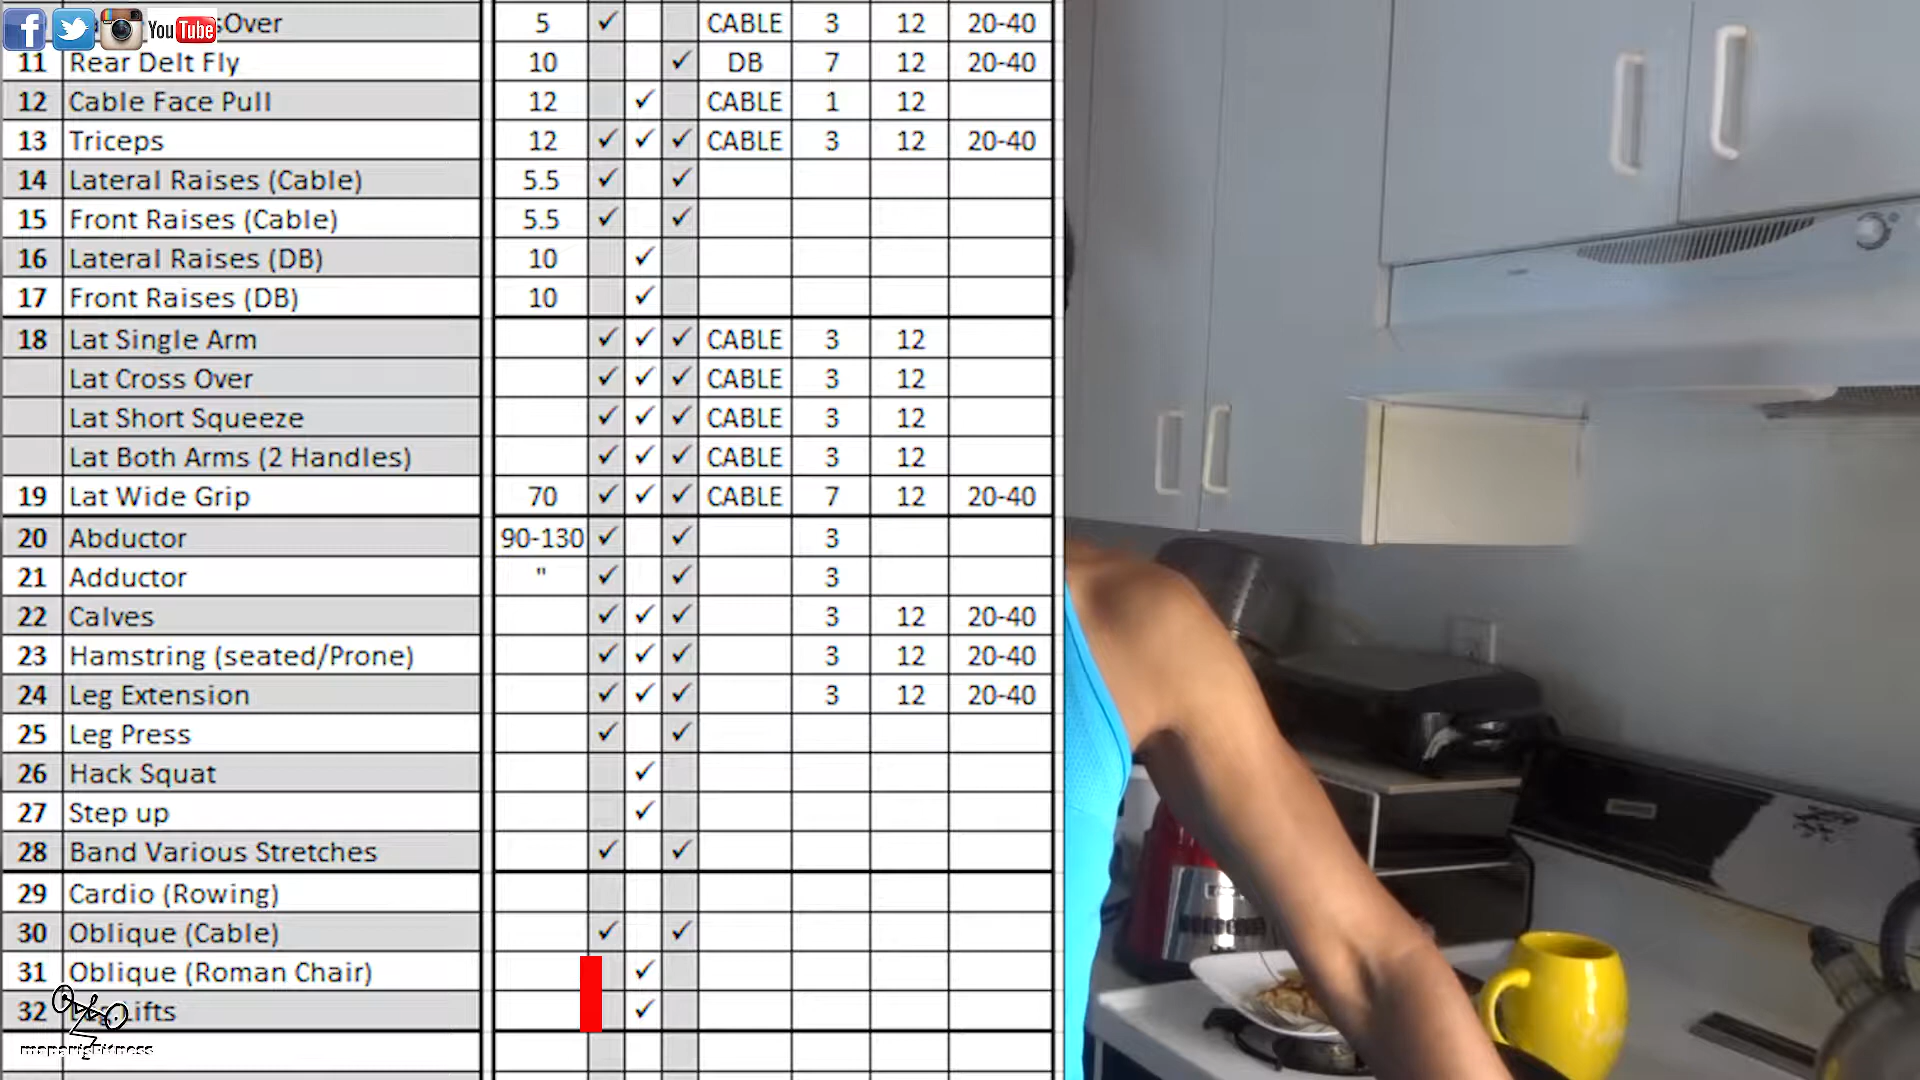 You Tube
sOver 5 ✓ CABLE 3 12 20-40
11 Rear Delt Fly 10 ✓ DB 7 12 20-40
12 Cable Face Pull 12 ✓ CABLE 1 12
13 Triceps 12 ✓ ✓ ✓ CABLE 3 12 20-40
14 Lateral Raises (Cable) 5.5 ✓ ✓
15 Front Raises (Cable) 5.5 ✓ ✓
16 Lateral Raises (DB) 10 ✓
17 Front Raises (DB) 10 ✓
18 Lat Single Arm ✓ ✓ ✓ CABLE 3 12
Lat Cross Over ✓ ✓ ✓ CABLE 3 12
Lat Short Squeeze ✓ ✓ ✓ CABLE 3 12
Lat Both Arms (2 Handles) ✓ ✓ ✓ CABLE 3 12
19 Lat Wide Grip 70 ✓ ✓ ✓ CABLE 7 12 20-40
20 Abductor 90-130 ✓ ✓ 3
21 Adductor " ✓ ✓ 3
22 Calves ✓ ✓ ✓ 3 12 20-40
23 Hamstring (seated/Prone) ✓ ✓ ✓ 3 12 20-40
24 Leg Extension ✓ ✓ ✓ 3 12 20-40
25 Leg Press ✓ ✓
26 Hack Squat ✓
27 Step up ✓
28 Band Various Stretches ✓ ✓
29 Cardio (Rowing)
30 Oblique (Cable) ✓ ✓
31 Oblique (Roman Chair) ✓
32 Leg Lifts ✓